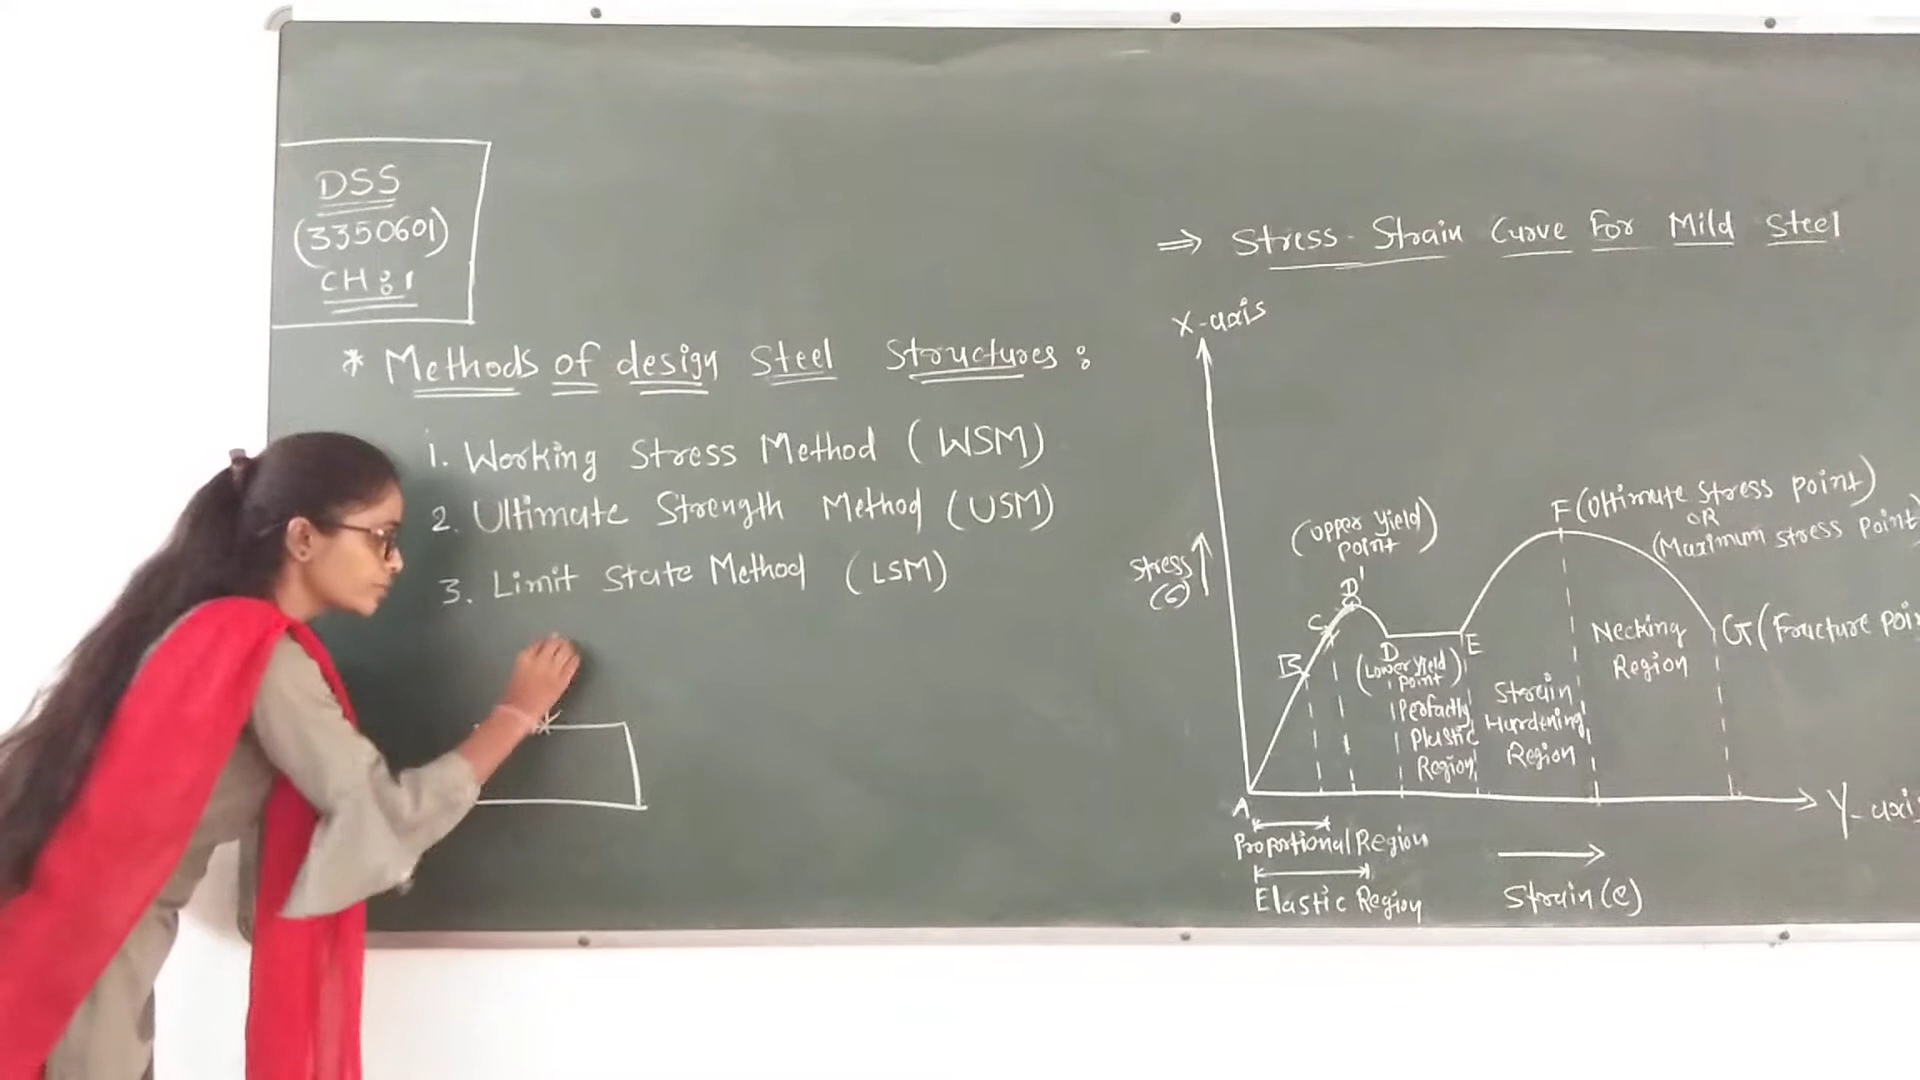 DSS
(3350601)
CH:1
* Methods of design Steel Structures:
1. Working Stress Method (WSM)
2. Ultimate Strength Method (USM)
3. Limit State Method (LSM)
⇒ Stress-Strain Curve For Mild Steel
X-axis
Stress
(σ)
(Upper Yield)
point
D'
C
B
A
D
(Lower Yield)
point
Perfactly
Plastic
Region
E
Strain
Hardening
Region
F (Ultimate Stress point)
OR
(Maximum stress point)
Necking
Region
G (Fracture
Proportional Region
Elastic Region
Strain (e)